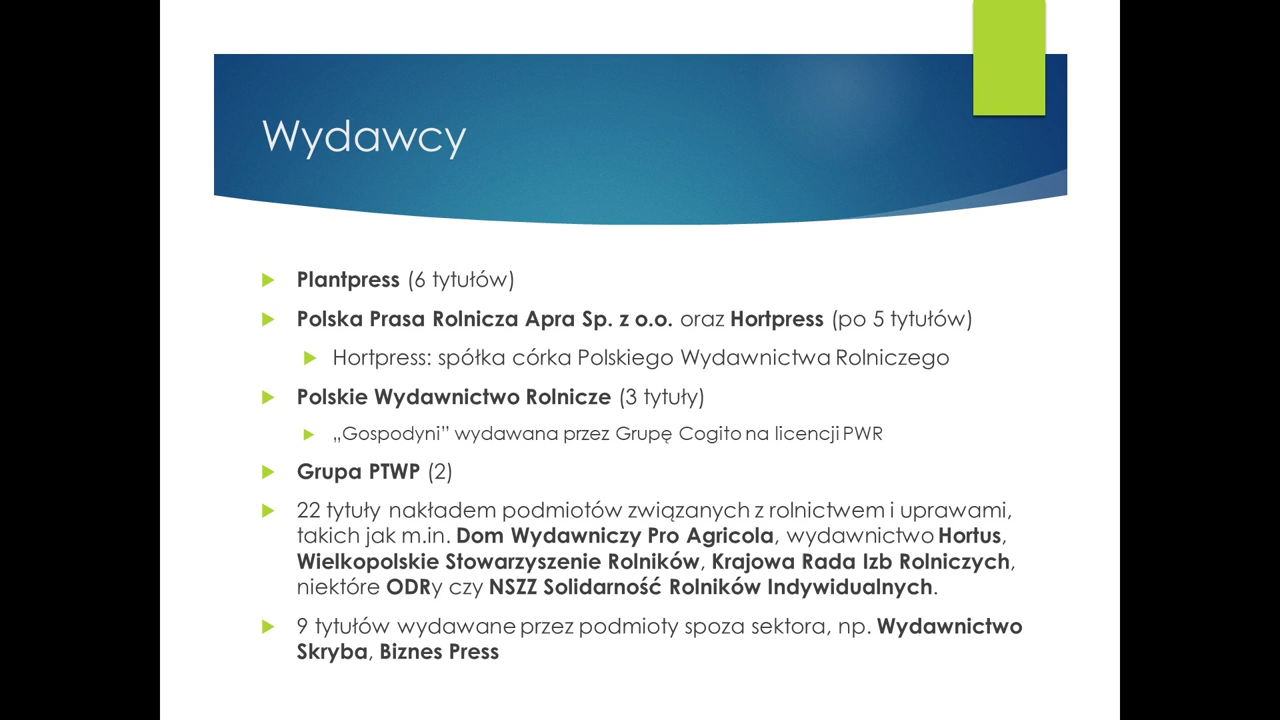 Wydawcy
Plantpress (6 tytułów)
Polska Prasa Rolnicza Apra Sp. z o.o. oraz Hortpress (po 5 tytułów)
Hortpress: spółka córka Polskiego Wydawnictwa Rolniczego
Polskie Wydawnictwo Rolnicze (3 tytuły)
„Gospodyni” wydawana przez Grupę Cogito na licencji PWR
Grupa PTWP (2)
22 tytuły nakładem podmiotów związanych z rolnictwem i uprawami,
takich jak m.in. Dom Wydawniczy Pro Agricola, wydawnictwo Hortus,
Wielkopolskie Stowarzyszenie Rolników, Krajowa Rada Izb Rolniczych,
niektóre ODRy czy NSZZ Solidarność Rolników Indywidualnych.
9 tytułów wydawane przez podmioty spoza sektora, np. Wydawnictwo
Skryba, Biznes Press